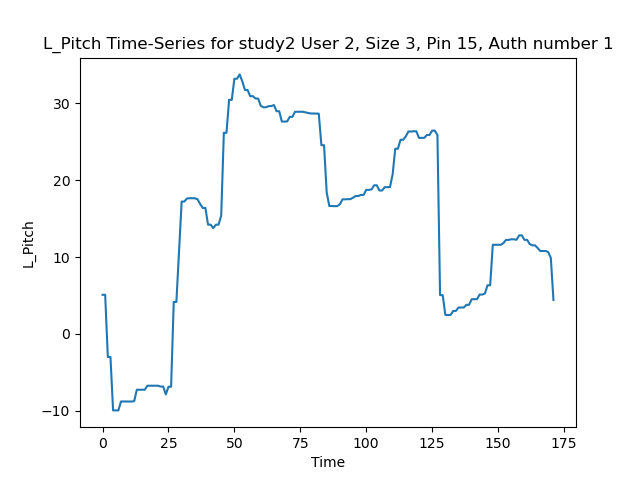 L_Pitch Time-Series for study2 User 2, Size 3, Pin 15, Auth number 1
30
20
10
0
−10
L_Pitch
0 25 50 75 100 125 150 175
Time